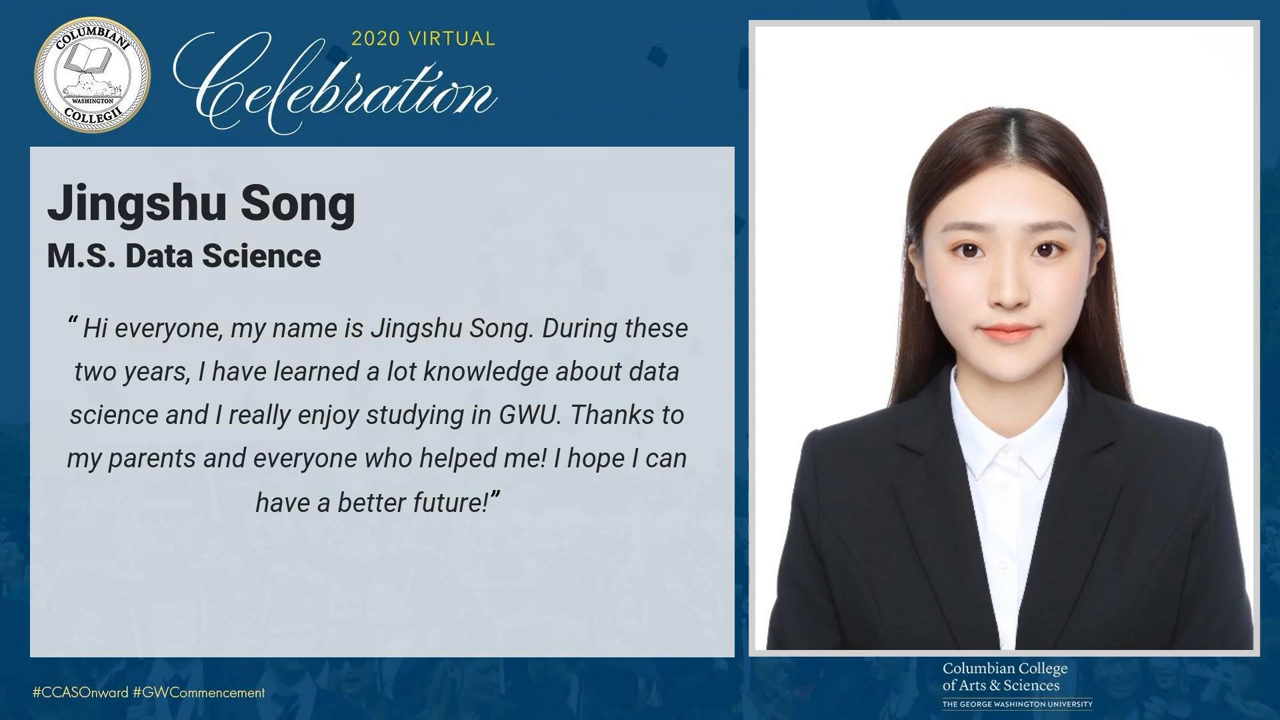 COLUMBIANI
WASHINGTON
COLLEGII
2020 VIRTUAL
Celebration
Jingshu Song
M.S. Data Science
“ Hi everyone, my name is Jingshu Song. During these
two years, I have learned a lot knowledge about data
science and I really enjoy studying in GWU. Thanks to
my parents and everyone who helped me! I hope I can
have a better future!”
#CCASOnward #GWCommencement
Columbian College
of Arts & Sciences
THE GEORGE WASHINGTON UNIVERSITY